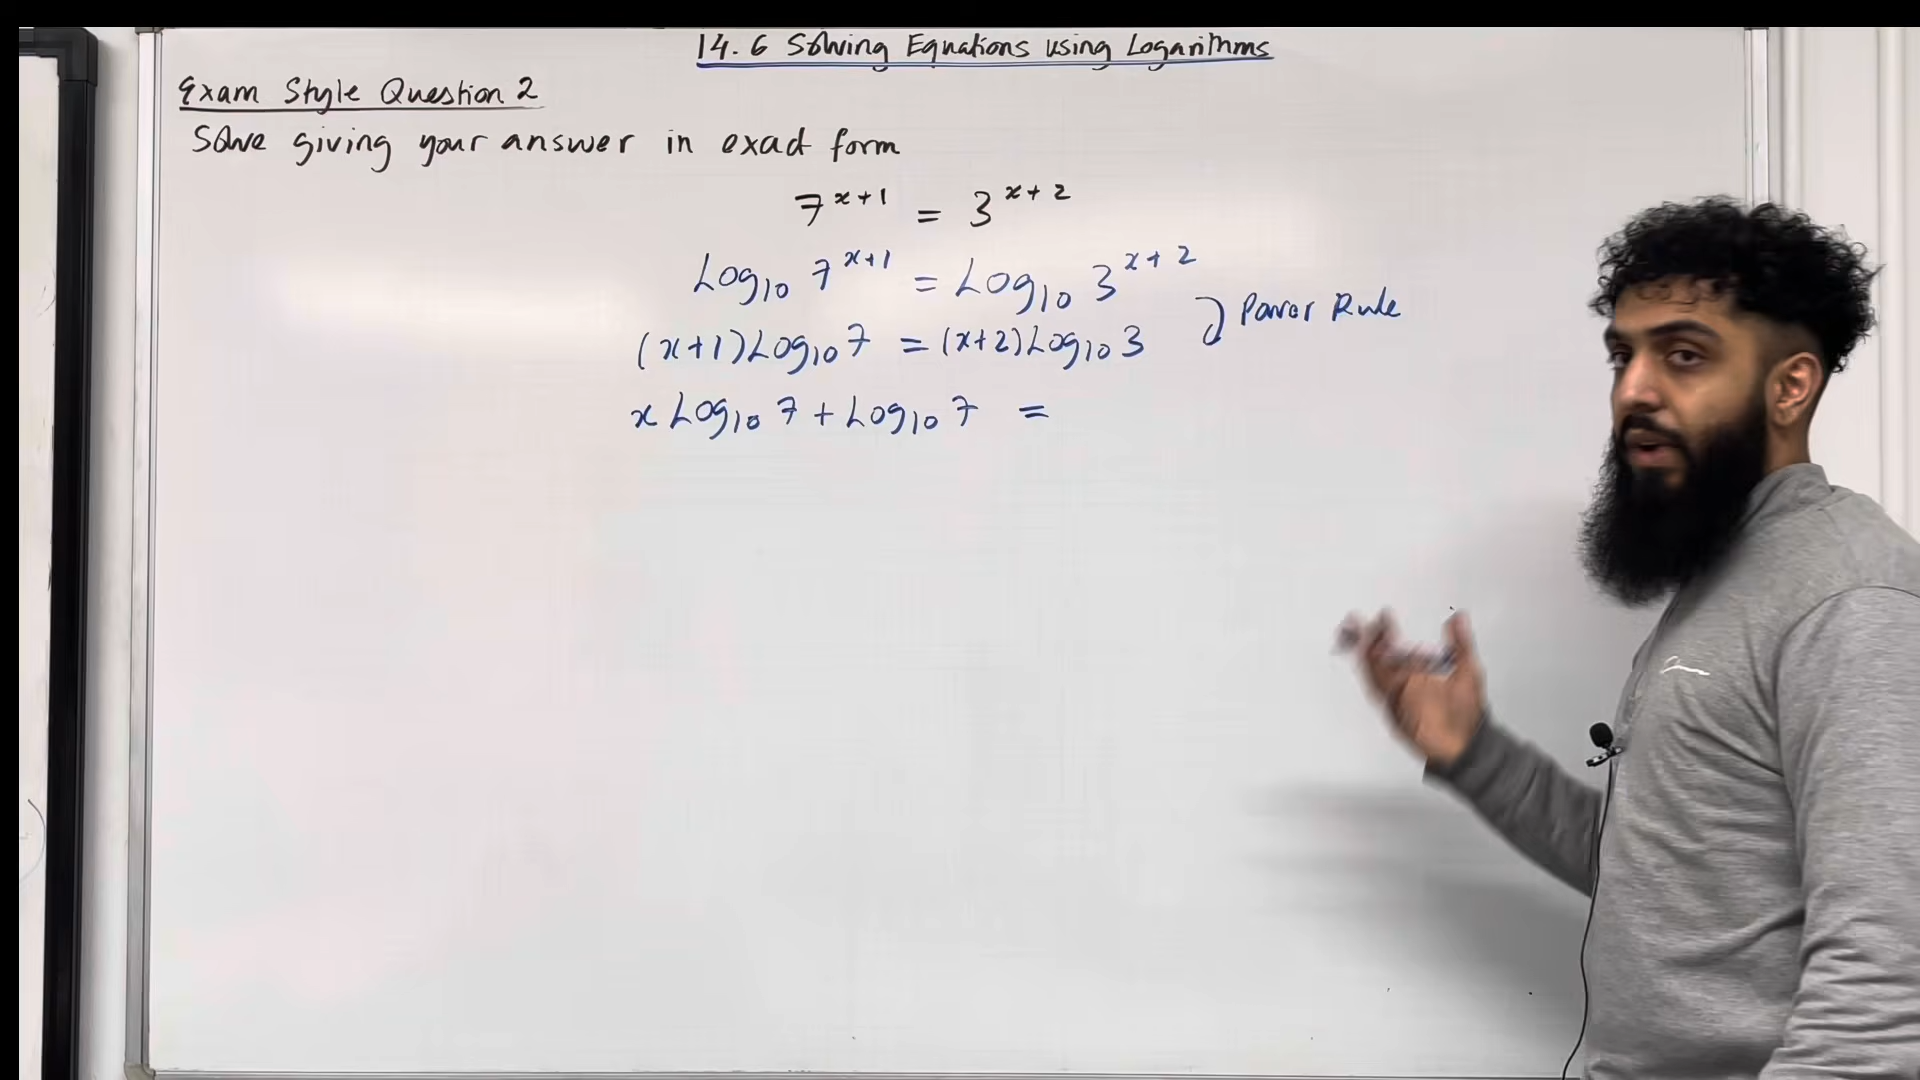 14.6 Solving Equations using Logarithms
Exam Style Question 2
Solve giving your answer in exact form
7^{x+1} = 3^{x+2}
Log₁₀ 7^{x+1} = Log₁₀ 3^{x+2}
(x+1)Log₁₀ 7 = (x+2)Log₁₀ 3 Power Rule
x Log₁₀ 7 + Log₁₀ 7 =